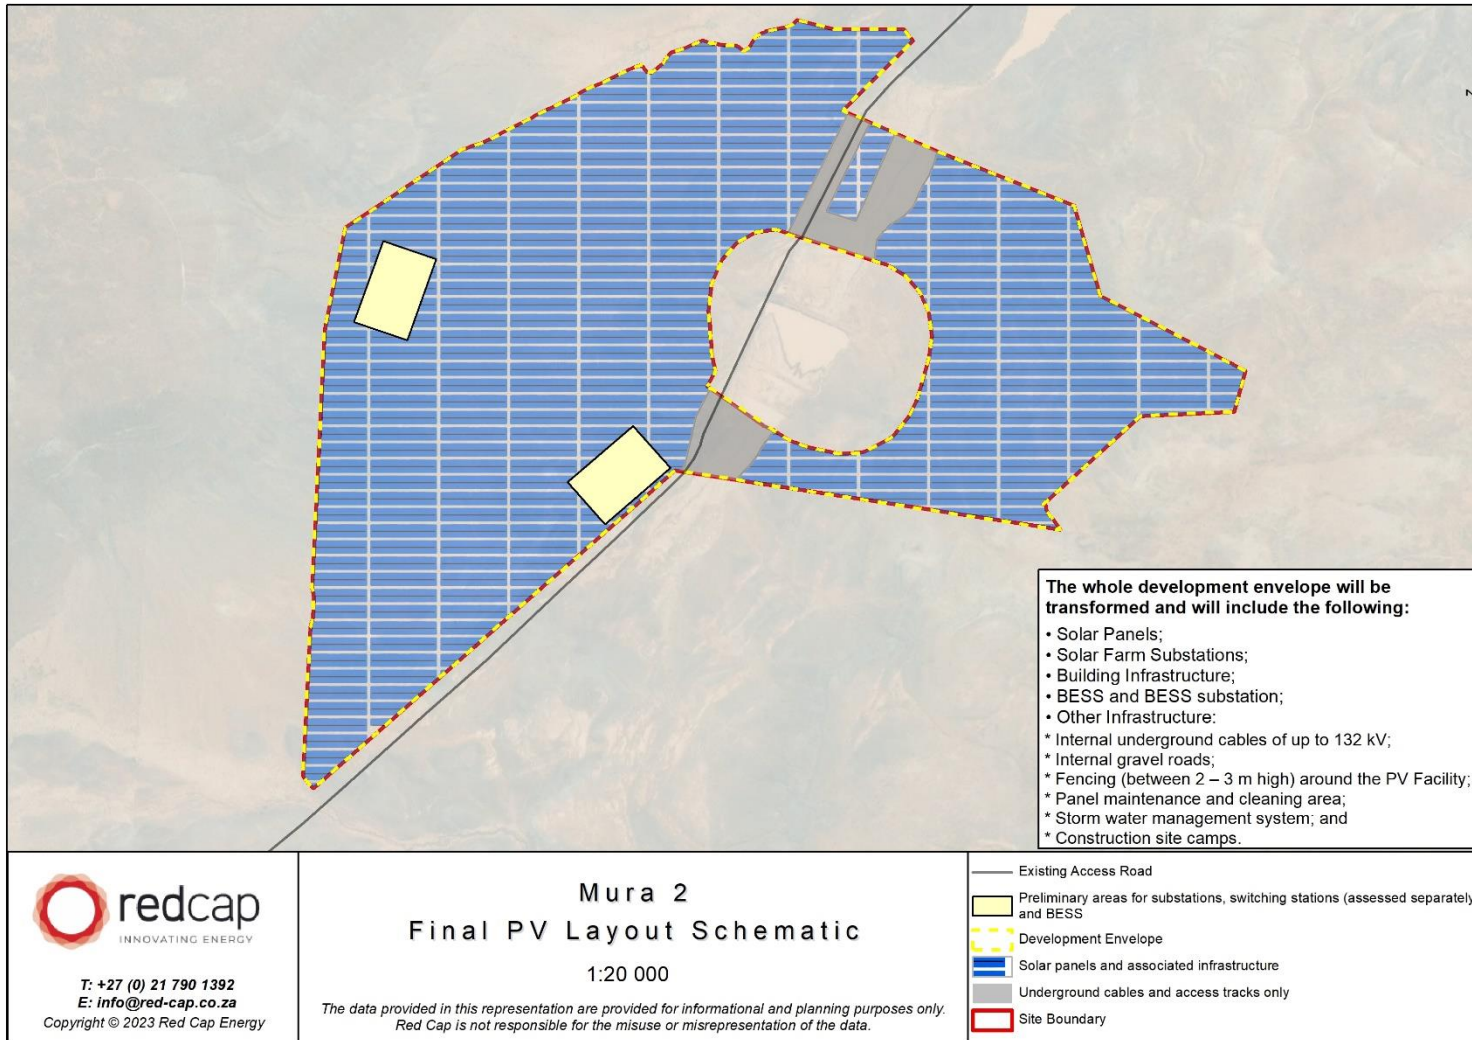 The whole development envelope will be
transformed and will include the following:
• Solar Panels;
• Solar Farm Substations;
• Building Infrastructure;
• BESS and BESS substation;
• Other Infrastructure:
* Internal underground cables of up to 132 kV;
* Internal gravel roads;
* Fencing (between 2 – 3 m high) around the PV Facility;
* Panel maintenance and cleaning area;
* Storm water management system; and
* Construction site camps.
redcap
INNOVATING ENERGY
T: +27 (0) 21 790 1392
E: info@red-cap.co.za
Copyright © 2023 Red Cap Energy
Mura 2
Final PV Layout Schematic
1:20 000
The data provided in this representation are provided for informational and planning purposes only.
Red Cap is not responsible for the misuse or misrepresentation of the data.
Existing Access Road
Preliminary areas for substations, switching stations (assessed separately
and BESS
Development Envelope
Solar panels and associated infrastructure
Underground cables and access tracks only
Site Boundary